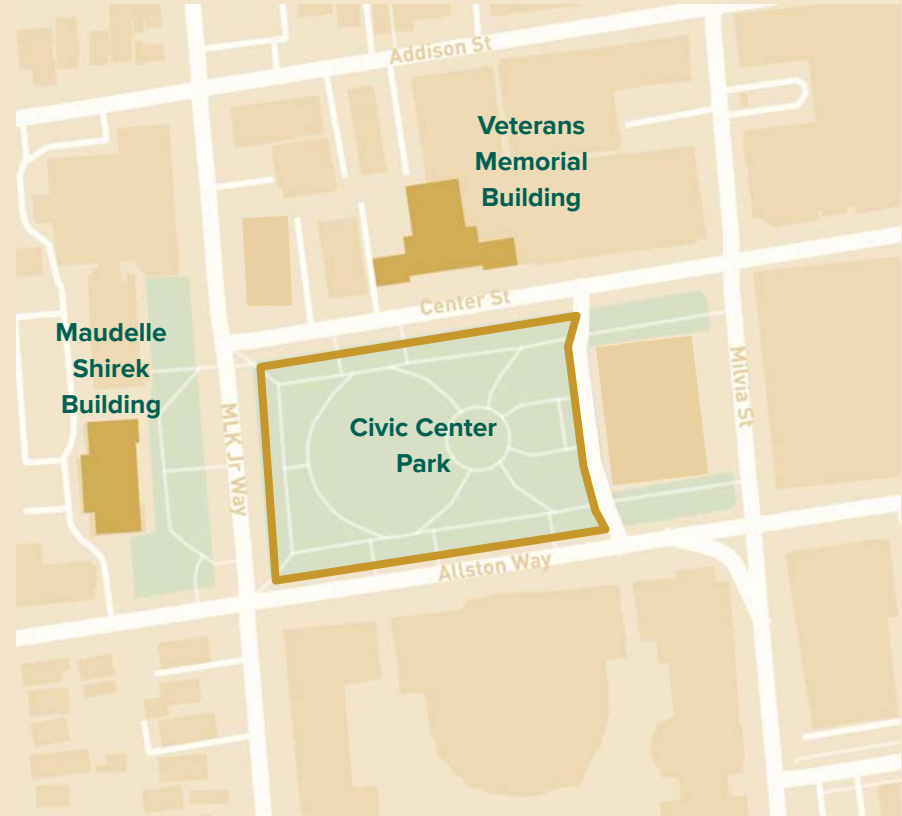 Addison St
Veterans
Memorial
Building
Center St
Maudelle
Shirek
Building
MLK Jr Way
Civic Center
Park
Milvia St
Allston Way